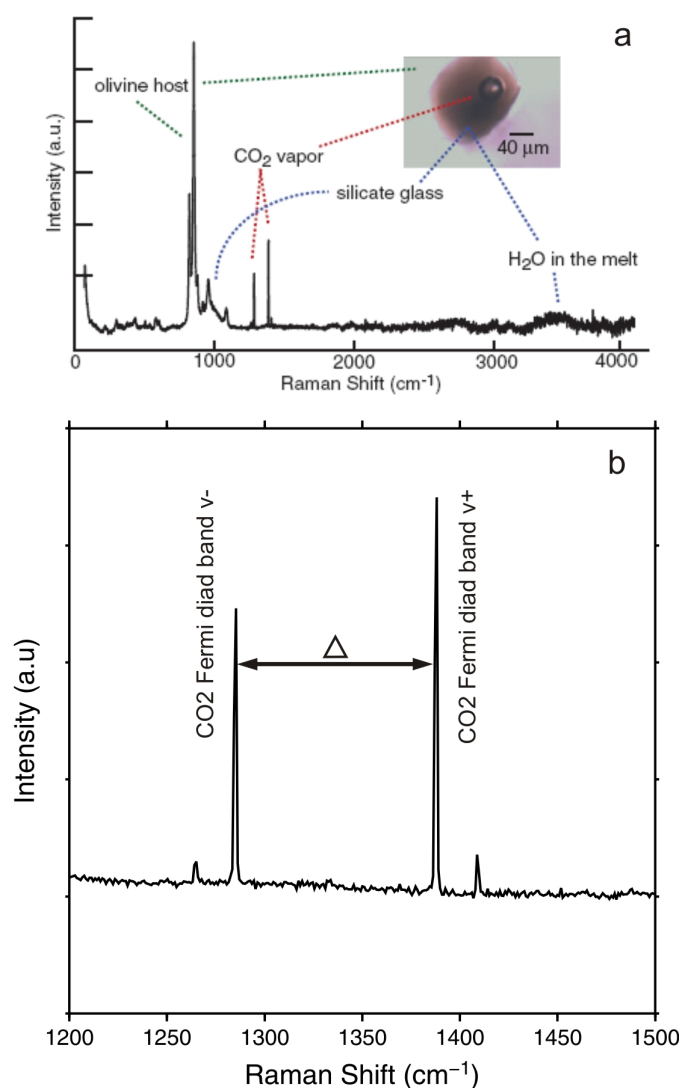 a
olivine host
CO2 vapor
40 µm
silicate glass
H2O in the melt
Intensity (a.u.)
0 1000 2000 3000 4000
Raman Shift (cm-1)
b
CO2 Fermi diad band v-
CO2 Fermi diad band v+
△
Intensity (a.u)
1200 1250 1300 1350 1400 1450 1500
Raman Shift (cm−1)